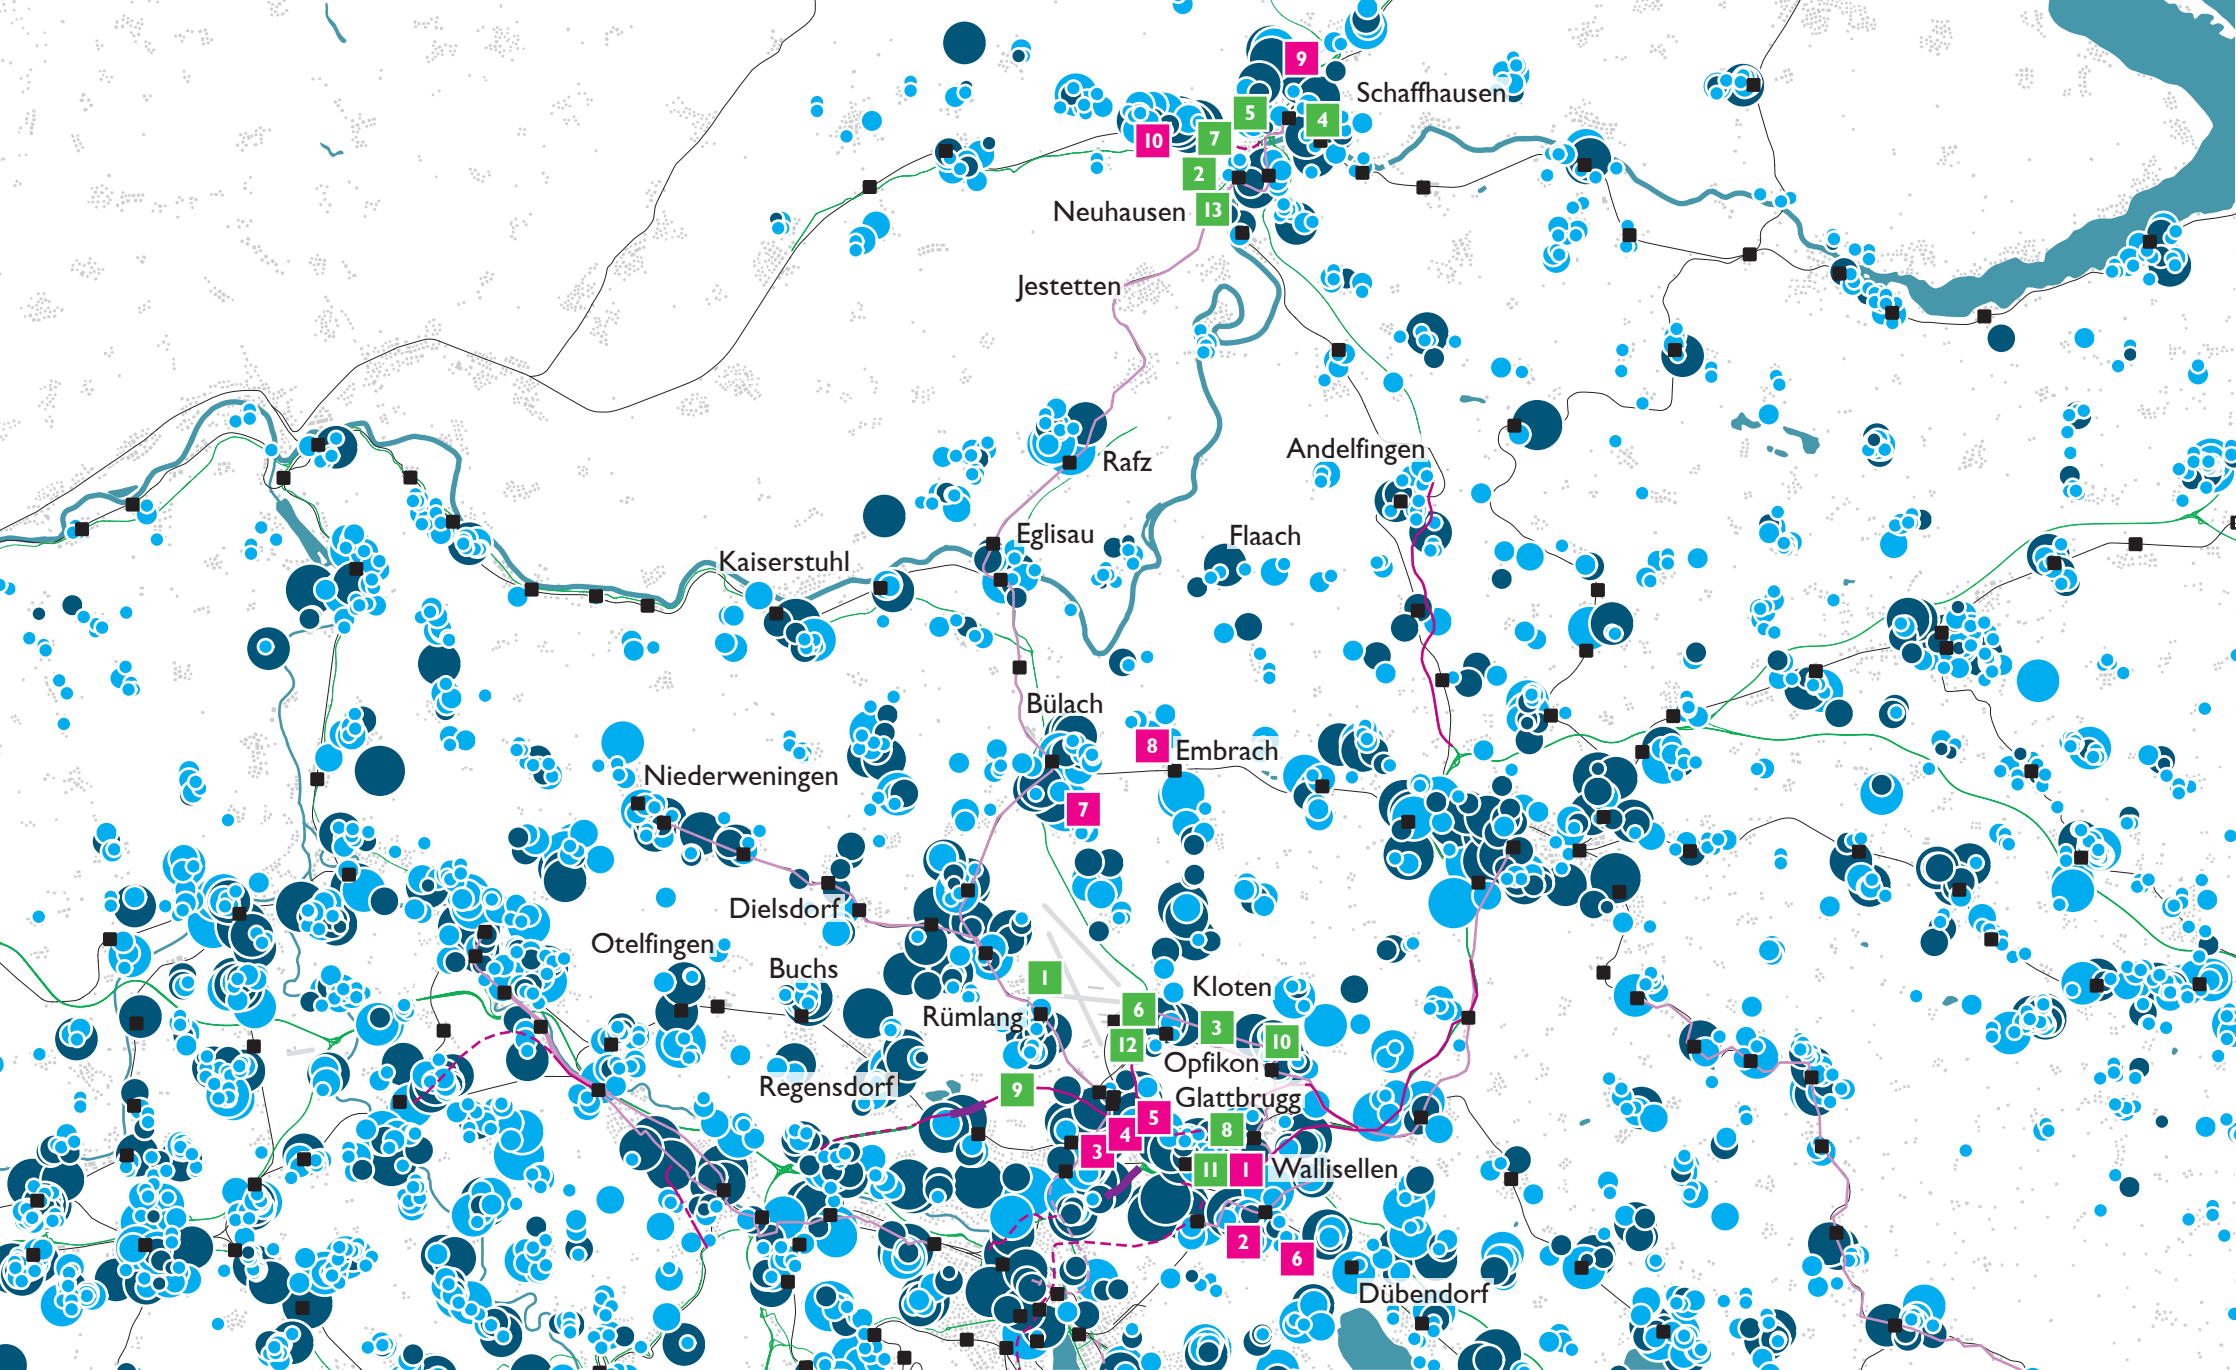 9
Schaffhausen
5
4
10
7
2
Neuhausen
13
Jestetten
Andelfingen
Rafz
Eglisau
Flaach
Kaiserstuhl
Bülach
8
Embrach
Niederweningen
7
Dielsdorf
Otelfingen
Buchs
1
Kloten
6
Rümlang
3
12
10
Opfikon
Regensdorf
9
Glattbrugg
5
4
8
3
11
1
Wallisellen
2
6
Dübendorf